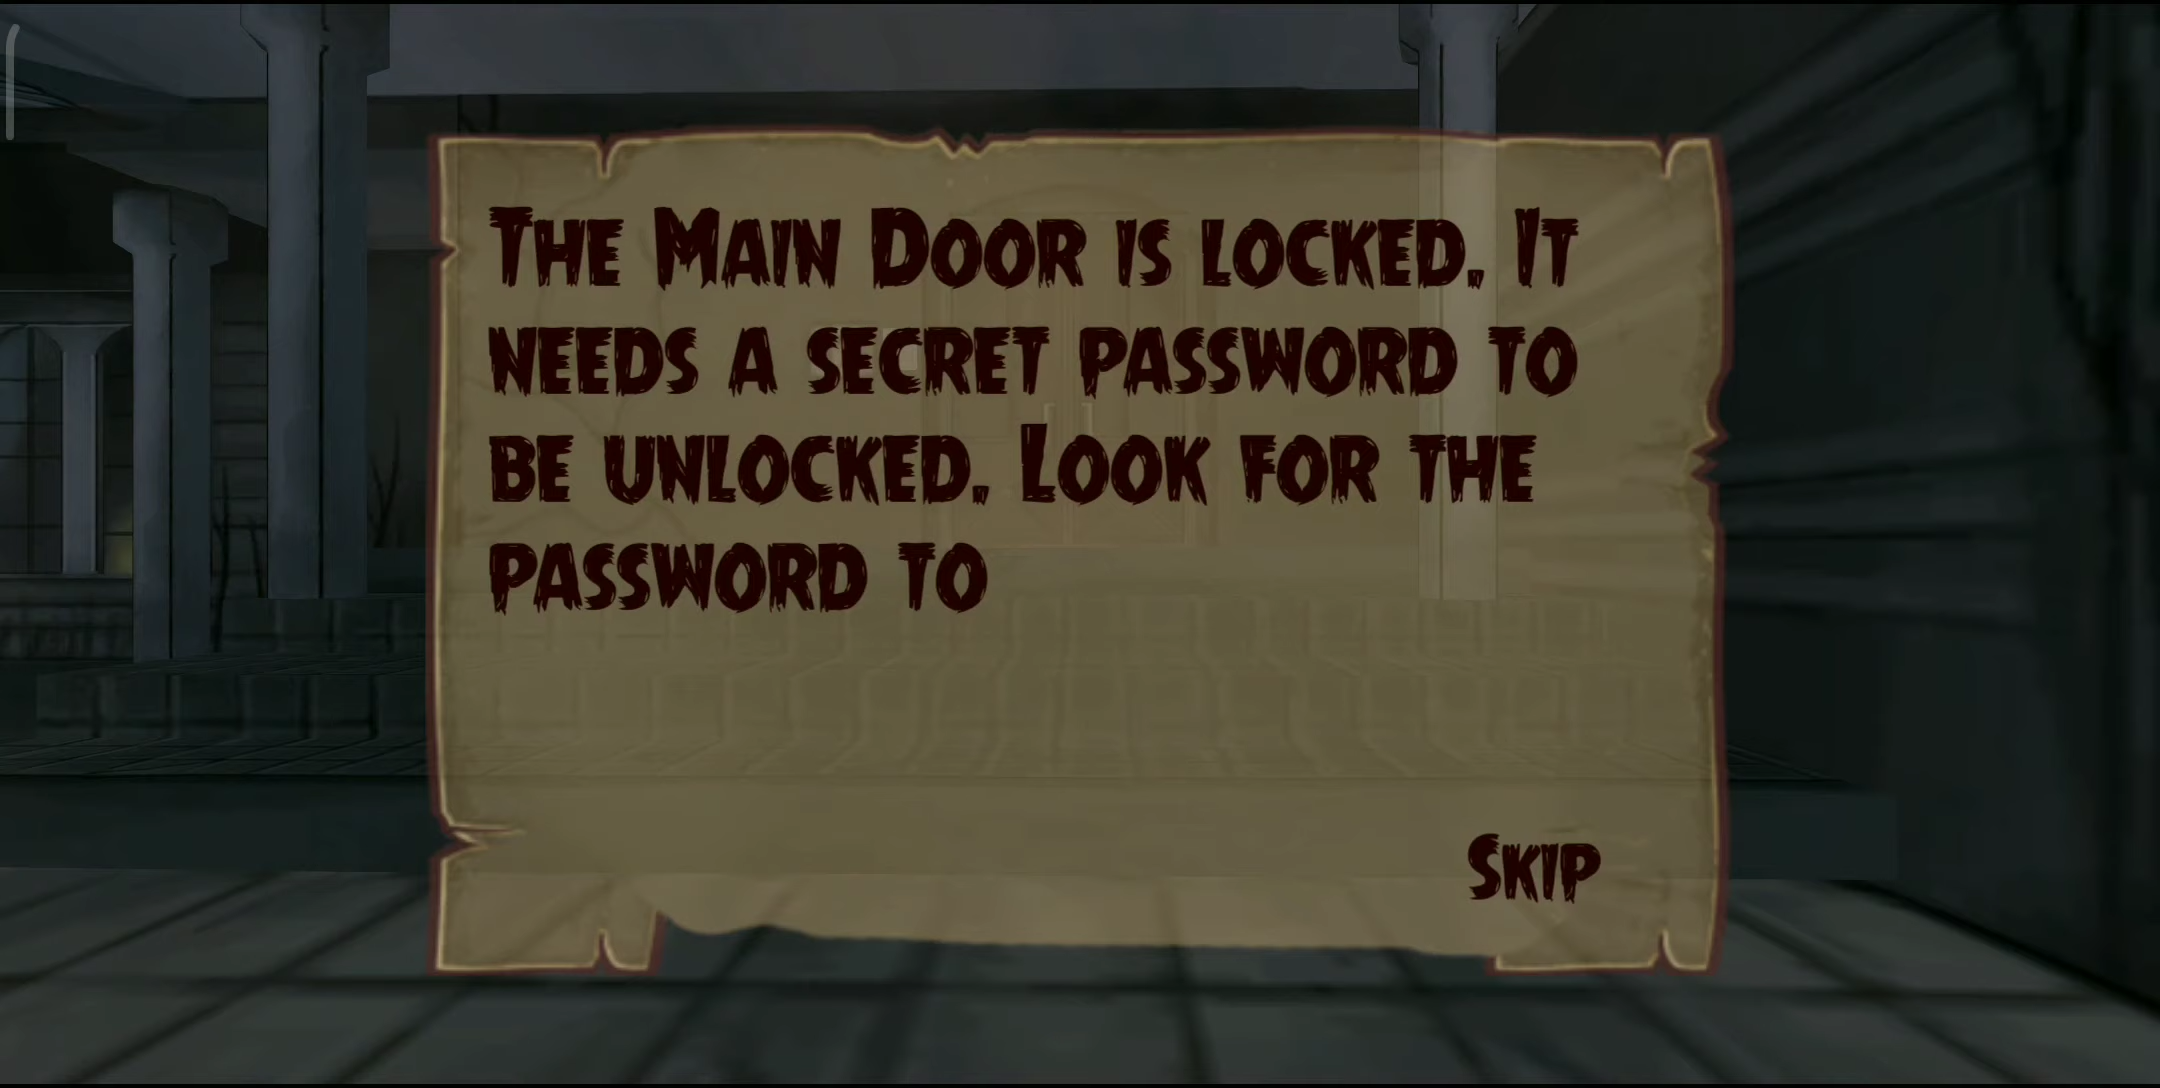 The Main Door is locked. It
needs a secret password to
be unlocked. Look for the
password to
Skip